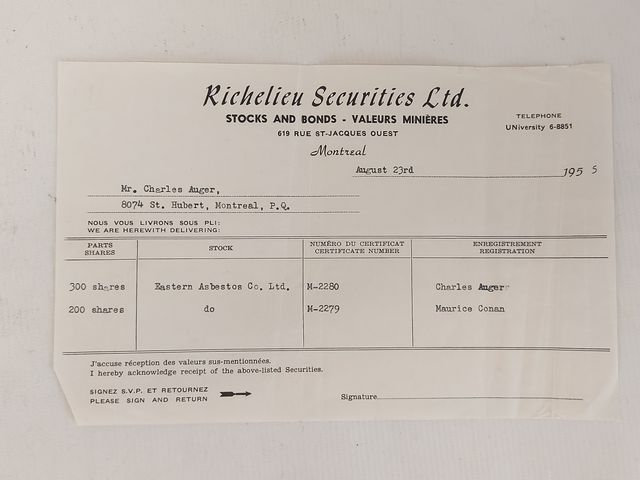 Richelieu Securities Ltd.
STOCKS AND BONDS - VALEURS MINIÈRES
619 RUE ST-JACQUES OUEST
TELEPHONE
UNiversity 6-8851
Montreal
August 23rd 195 5
Mr. Charles Auger,
8074 St. Hubert, Montreal, P.Q.
NOUS VOUS LIVRONS SOUS PLI:
WE ARE HEREWITH DELIVERING:
PARTS SHARES
STOCK
NUMÉRO DU CERTIFICAT
CERTIFICATE NUMBER
ENREGISTREMENT
REGISTRATION
300 shares Eastern Asbestos Co. Ltd. M-2280 Charles Auger
200 shares do M-2279 Maurice Conan
J'accuse réception des valeurs sus-mentionnées.
I hereby acknowledge receipt of the above-listed Securities.
SIGNEZ S.V.P. ET RETOURNEZ
PLEASE SIGN AND RETURN
Signature